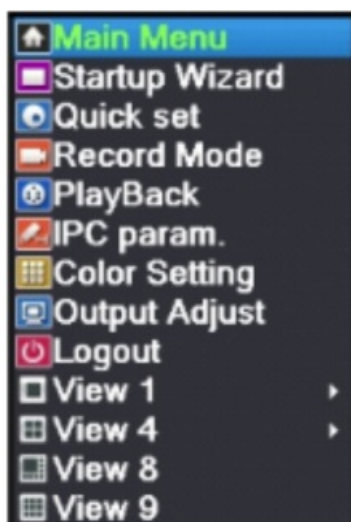 Main Menu
Startup Wizard
Quick set
Record Mode
PlayBack
IPC param.
Color Setting
Output Adjust
Logout
View 1
View 4
View 8
View 9